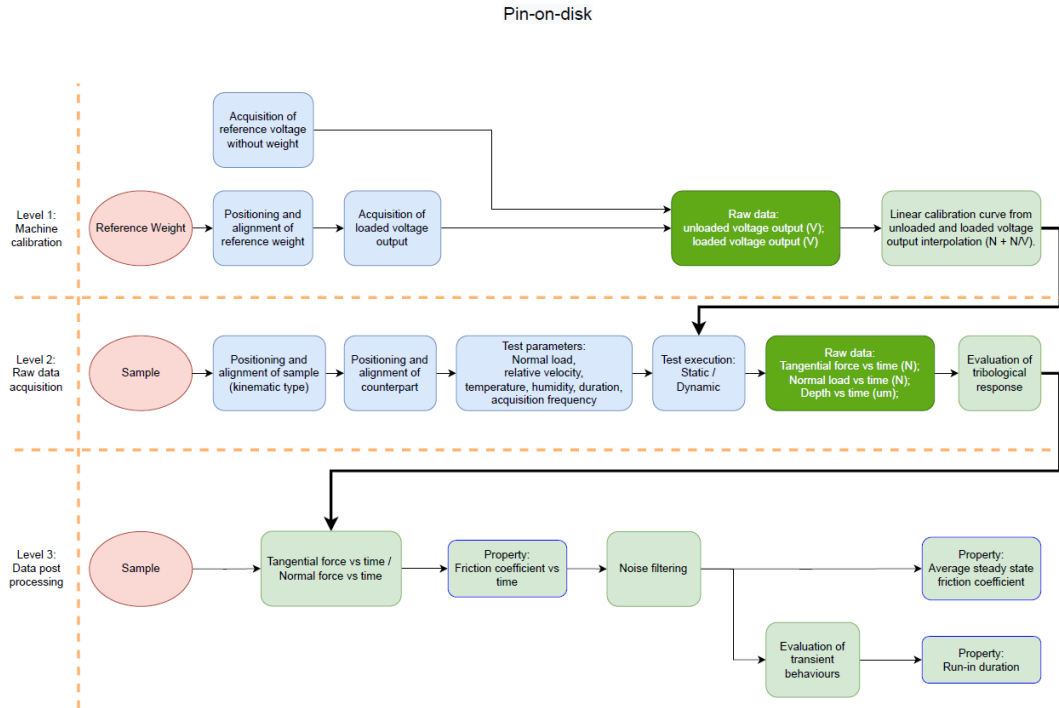 Pin-on-disk
Acquisition of
reference voltage
without weight
Level 1:
Machine
calibration
Reference Weight
Positioning and
alignment of
reference weight
Acquisition of
loaded voltage
output
Raw data:
unloaded voltage output (V);
loaded voltage output (V)
Linear calibration curve from
unloaded and loaded voltage
output interpolation (N + N/V).
Level 2:
Raw data
acquisition
Sample
Positioning and
alignment of sample
(kinematic type)
Positioning and
alignment of
counterpart
Test parameters:
Normal load,
relative velocity,
temperature, humidity, duration,
acquisition frequency
Test execution:
Static /
Dynamic
Raw data:
Tangential force vs time (N);
Normal load vs time (N);
Depth vs time (um);
Evaluation of
tribological
response
Level 3:
Data post
processing
Sample
Tangential force vs time /
Normal force vs time
Property:
Friction coefficient vs
time
Noise filtering
Property:
Average steady state
friction coefficient
Evaluation of
transient
behaviours
Property:
Run-in duration